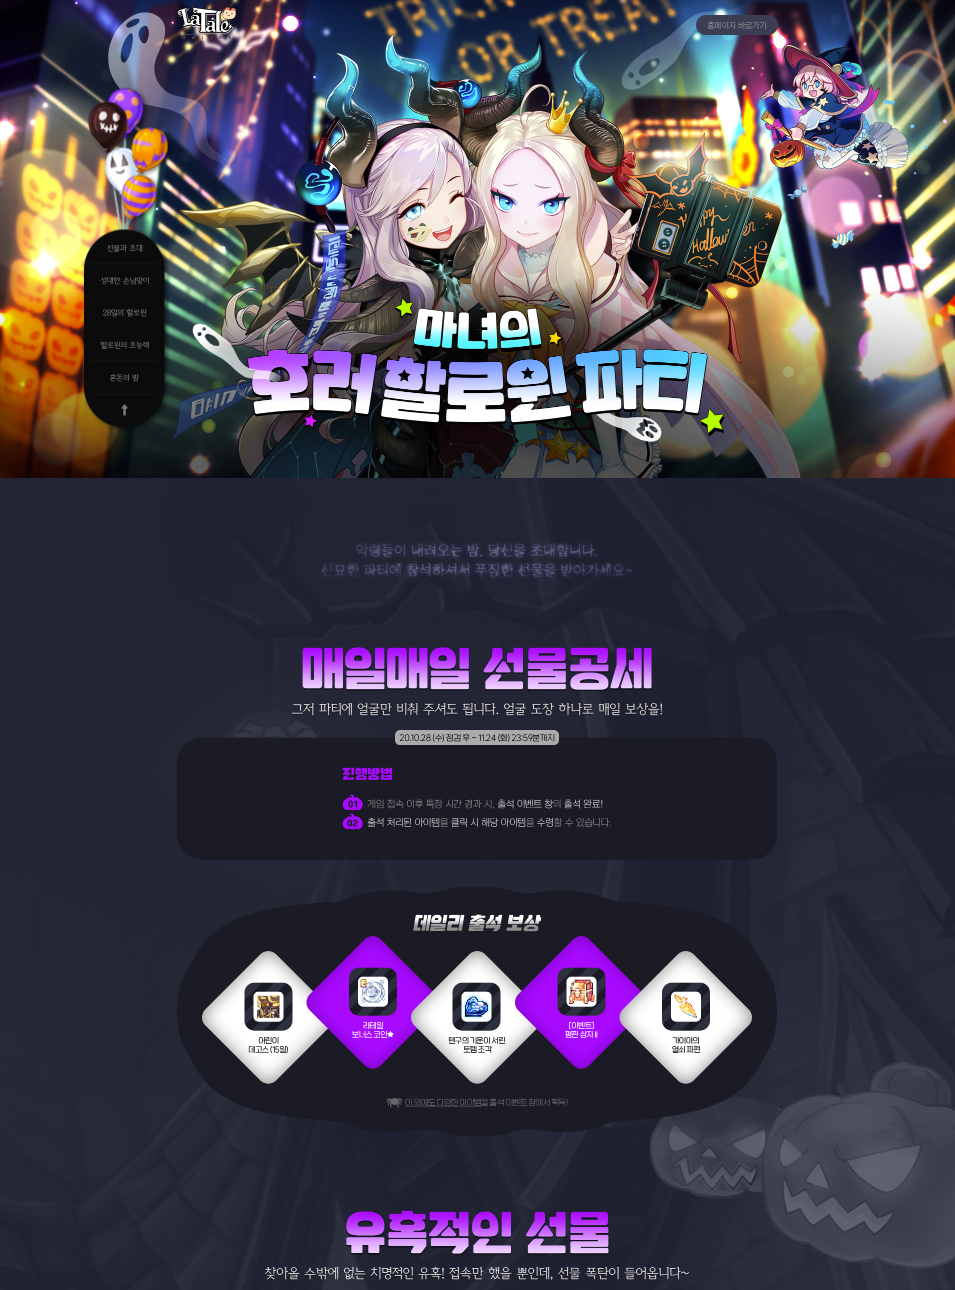 LaTale
TRICK
OR TREAT
홈페이지 바로가기
Happy
Halloween
선물과 초대
성대한 손님맞이
28일의 할로윈
할로윈의 초능력
혼돈의 밤
마녀의
호러 할로윈 파티
악령들이 내려오는 밤. 당신을 초대합니다.
신묘한 파티에 참석하셔서 푸짐한 선물을 받아가세요~
매일매일 선물공세
그저 파티에 얼굴만 비춰 주셔도 됩니다. 얼굴 도장 하나로 매일 보상을!
20.10.28 (수) 점검 후 ~ 11.24 (화) 23:59분까지
진행방법
01 게임 접속 이후 특정 시간 경과 시, 출석 이벤트 창의 출석 완료!
02 출석 처리된 아이템을 클릭 시 해당 아이템을 수령할 수 있습니다.
데일리 출석 보상
어린이
데고스 (15일)
라테일
보너스 코인★
텐구의 기운이 서린
토템 조각
[이벤트]
평판 상자 II
가이아의
열쇠 파편
이 외에도 다양한 아이템을 출석 이벤트 창에서 획득!
유혹적인 선물
찾아올 수밖에 없는 치명적인 유혹! 접속만 했을 뿐인데, 선물 폭탄이 들어옵니다~